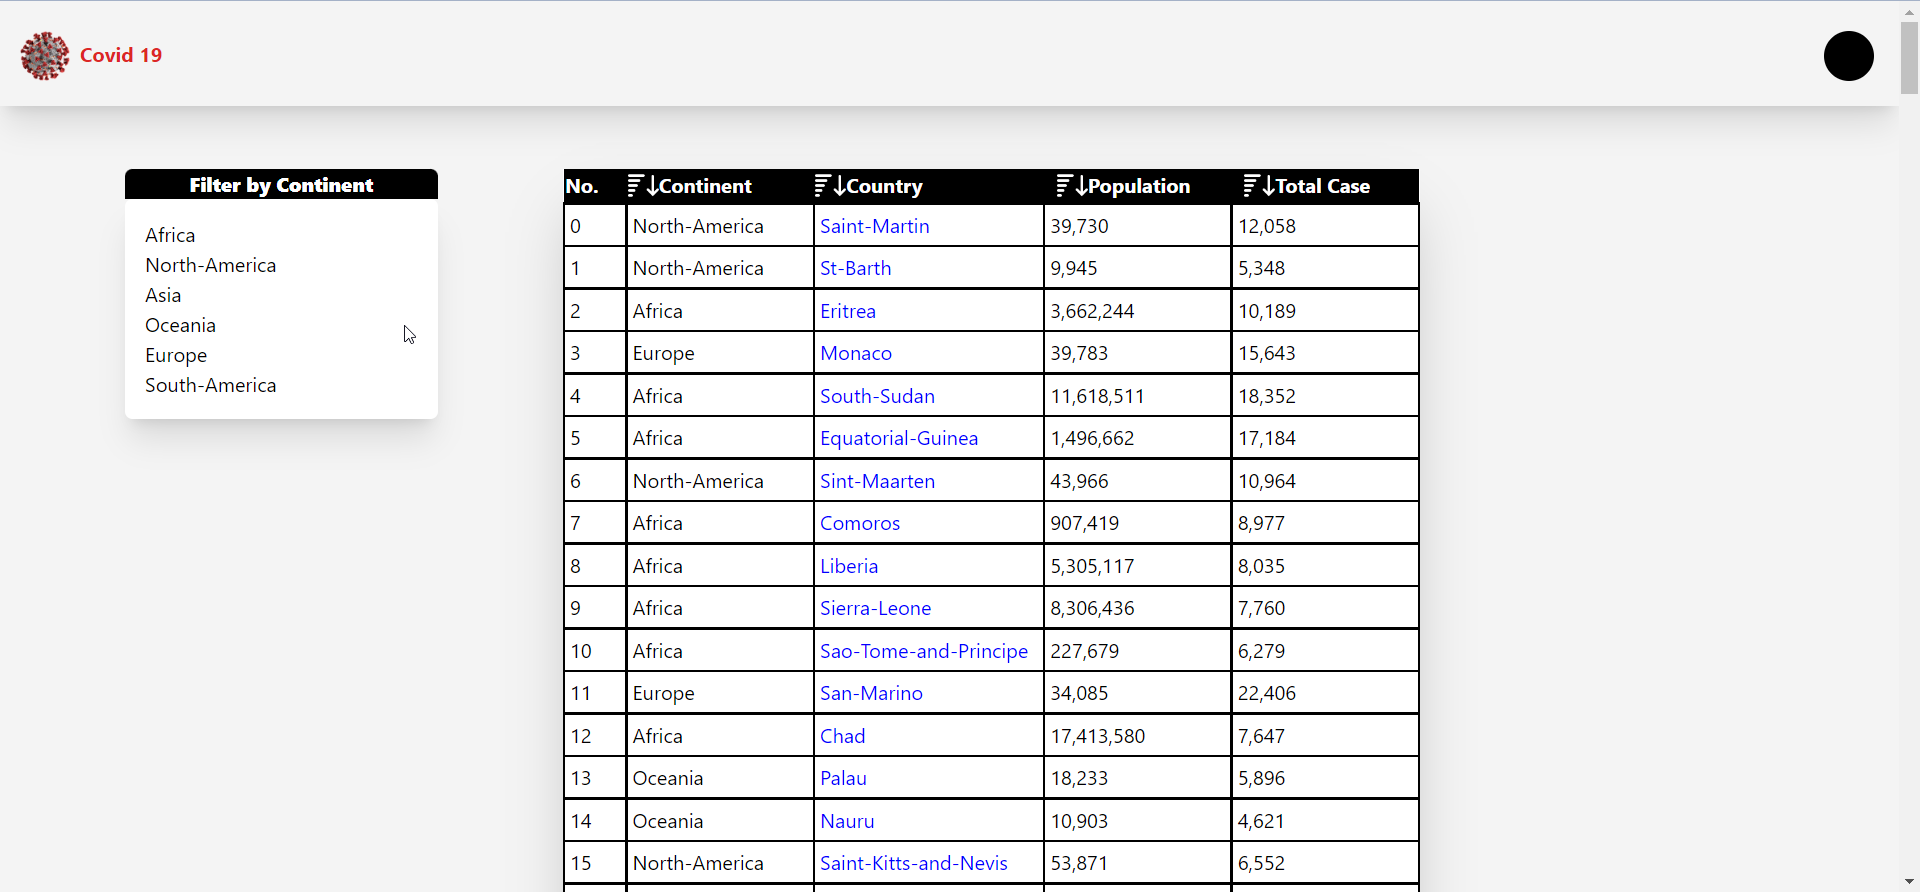 Covid 19
Filter by Continent
Africa
North-America
Asia
Oceania
Europe
South-America
No. Continent Country Population Total Case
0 North-America Saint-Martin 39,730 12,058
1 North-America St-Barth 9,945 5,348
2 Africa Eritrea 3,662,244 10,189
3 Europe Monaco 39,783 15,643
4 Africa South-Sudan 11,618,511 18,352
5 Africa Equatorial-Guinea 1,496,662 17,184
6 North-America Sint-Maarten 43,966 10,964
7 Africa Comoros 907,419 8,977
8 Africa Liberia 5,305,117 8,035
9 Africa Sierra-Leone 8,306,436 7,760
10 Africa Sao-Tome-and-Principe 227,679 6,279
11 Europe San-Marino 34,085 22,406
12 Africa Chad 17,413,580 7,647
13 Oceania Palau 18,233 5,896
14 Oceania Nauru 10,903 4,621
15 North-America Saint-Kitts-and-Nevis 53,871 6,552